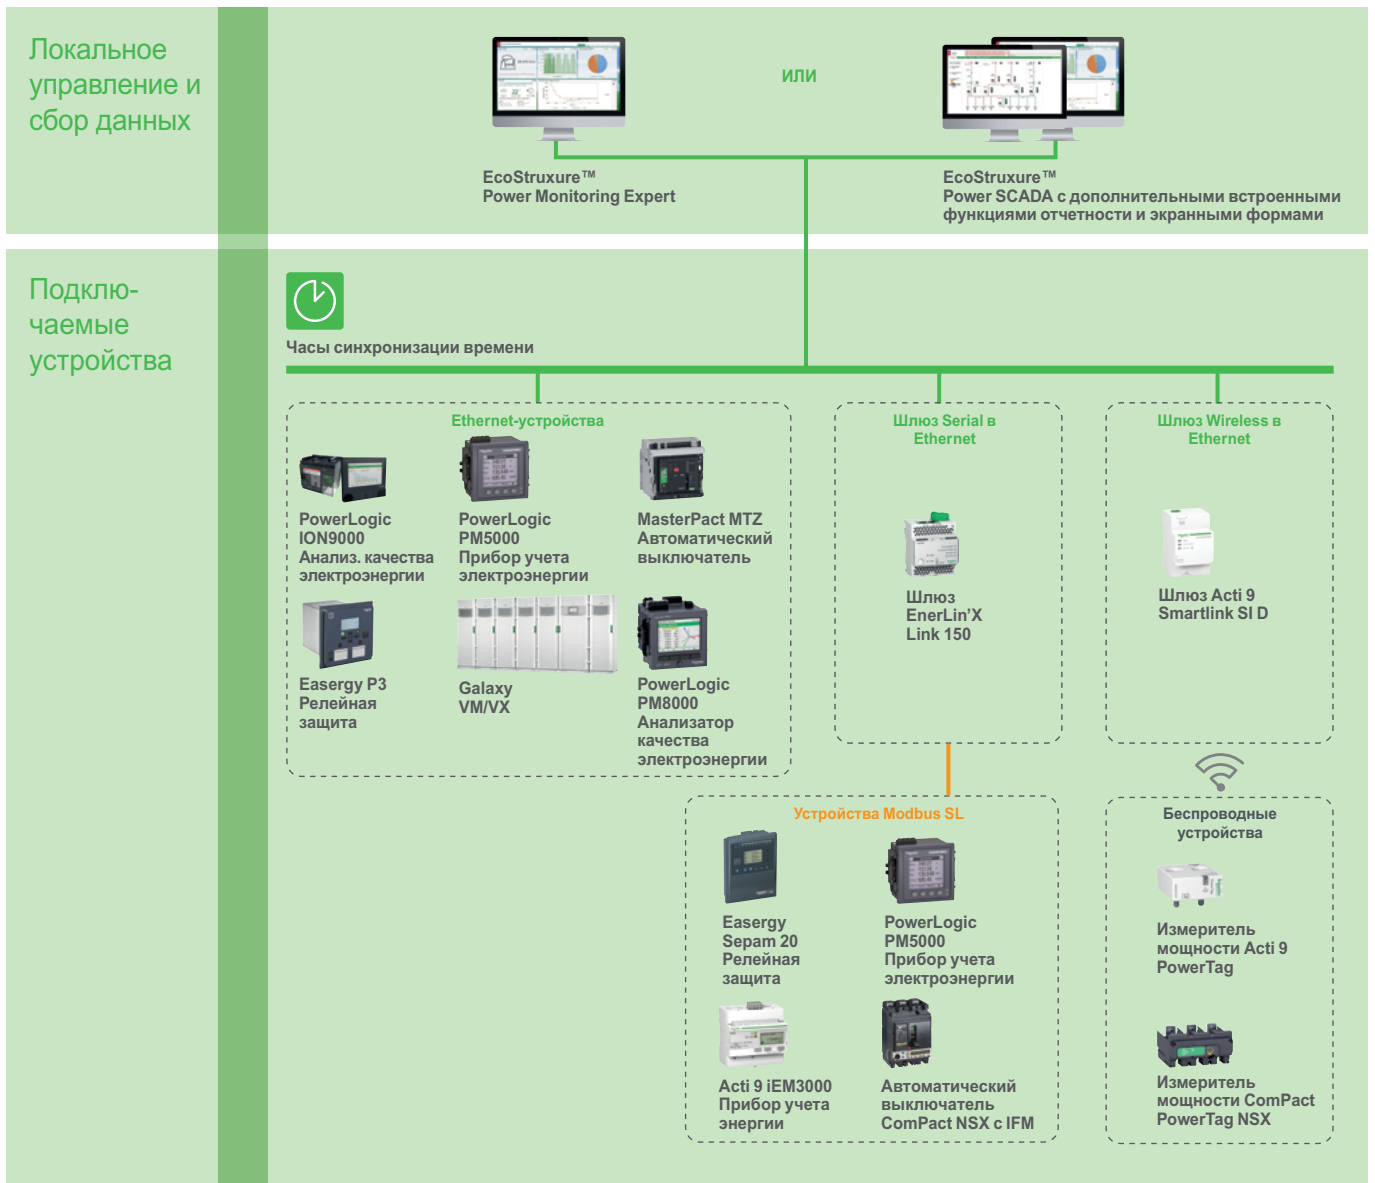 Локальное
управление и
сбор данных
ИЛИ
EcoStruxure™
Power Monitoring Expert
EcoStruxure™
Power SCADA с дополнительными встроенными
функциями отчетности и экранными формами
Подклю-
чаемые
устройства
Часы синхронизации времени
Ethernet-устройства
PowerLogic
ION9000
Анализ. качества
электроэнергии
PowerLogic
PM5000
Прибор учета
электроэнергии
MasterPact MTZ
Автоматический
выключатель
Easergy P3
Релейная
защита
Galaxy
VM/VX
PowerLogic
PM8000
Анализатор
качества
электроэнергии
Шлюз Serial в
Ethernet
Шлюз
EnerLin’X
Link 150
Шлюз Wireless в
Ethernet
Шлюз Acti 9
Smartlink SI D
Устройства Modbus SL
Easergy
Sepam 20
Релейная
защита
PowerLogic
PM5000
Прибор учета
электроэнергии
Acti 9 iEM3000
Прибор учета
энергии
Автоматический
выключатель
ComPact NSX с IFM
Беспроводные
устройства
Измеритель
мощности Acti 9
PowerTag
Измеритель
мощности ComPact
PowerTag NSX